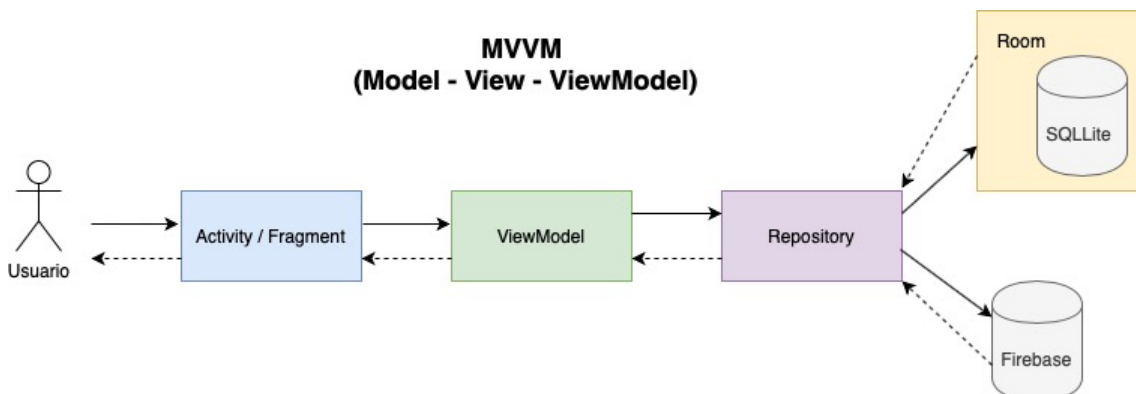 MVVM
(Model - View - ViewModel)
Room
SQLLite
Usuario
Activity / Fragment
ViewModel
Repository
Firebase